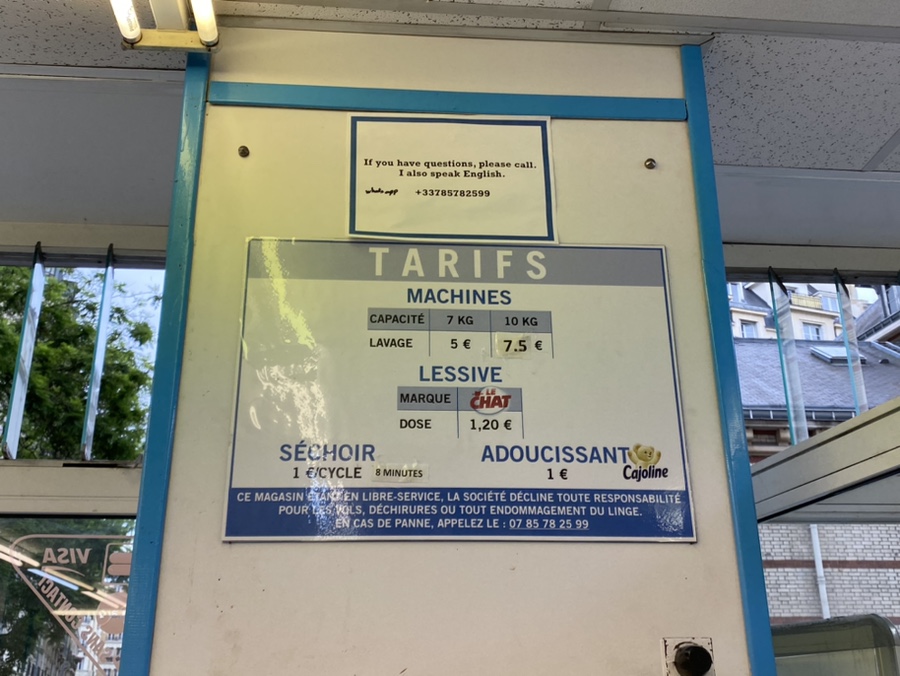 If you have questions, please call.
I also speak English.
whatsapp +33785782599
TARIFS
MACHINES
CAPACITÉ 7 KG 10 KG
LAVAGE 5 € 7.5 €
LESSIVE
MARQUE LE CHAT
DOSE 1,20 €
SÉCHOIR ADOUCISSANT
1 €/CYCLE 8 MINUTES 1 € Cajoline
CE MAGASIN ÉTANT EN LIBRE-SERVICE, LA SOCIÉTÉ DÉCLINE TOUTE RESPONSABILITÉ
POUR LES VOLS, DÉCHIRURES OU TOUT ENDOMMAGEMENT DU LINGE.
EN CAS DE PANNE, APPELEZ LE : 07 85 78 25 99
VISA